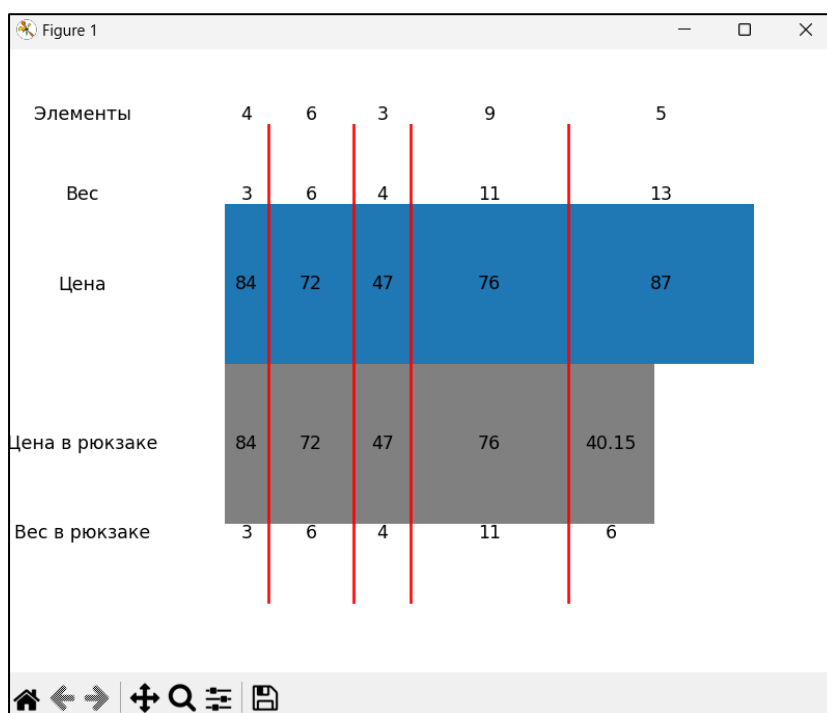 Figure 1
Элементы 4 6 3 9 5
Вес 3 6 4 11 13
Цена 84 72 47 76 87
Цена в рюкзаке 84 72 47 76 40.15
Вес в рюкзаке 3 6 4 11 6